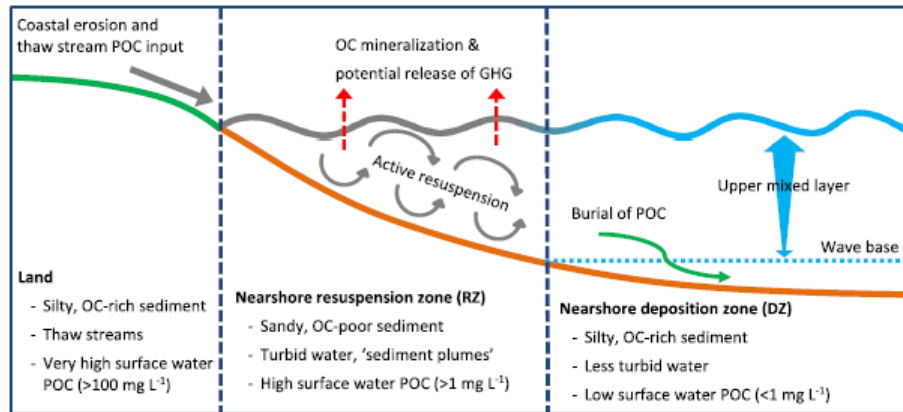 Coastal erosion and
thaw stream POC input
OC mineralization &
potential release of GHG
Active resuspension
Upper mixed layer
Burial of POC
Wave base
Land
- Silty, OC-rich sediment
- Thaw streams
- Very high surface water
POC (>100 mg L⁻¹)
Nearshore resuspension zone (RZ)
- Sandy, OC-poor sediment
- Turbid water, ‘sediment plumes’
- High surface water POC (>1 mg L⁻¹)
Nearshore deposition zone (DZ)
- Silty, OC-rich sediment
- Less turbid water
- Low surface water POC (<1 mg L⁻¹)